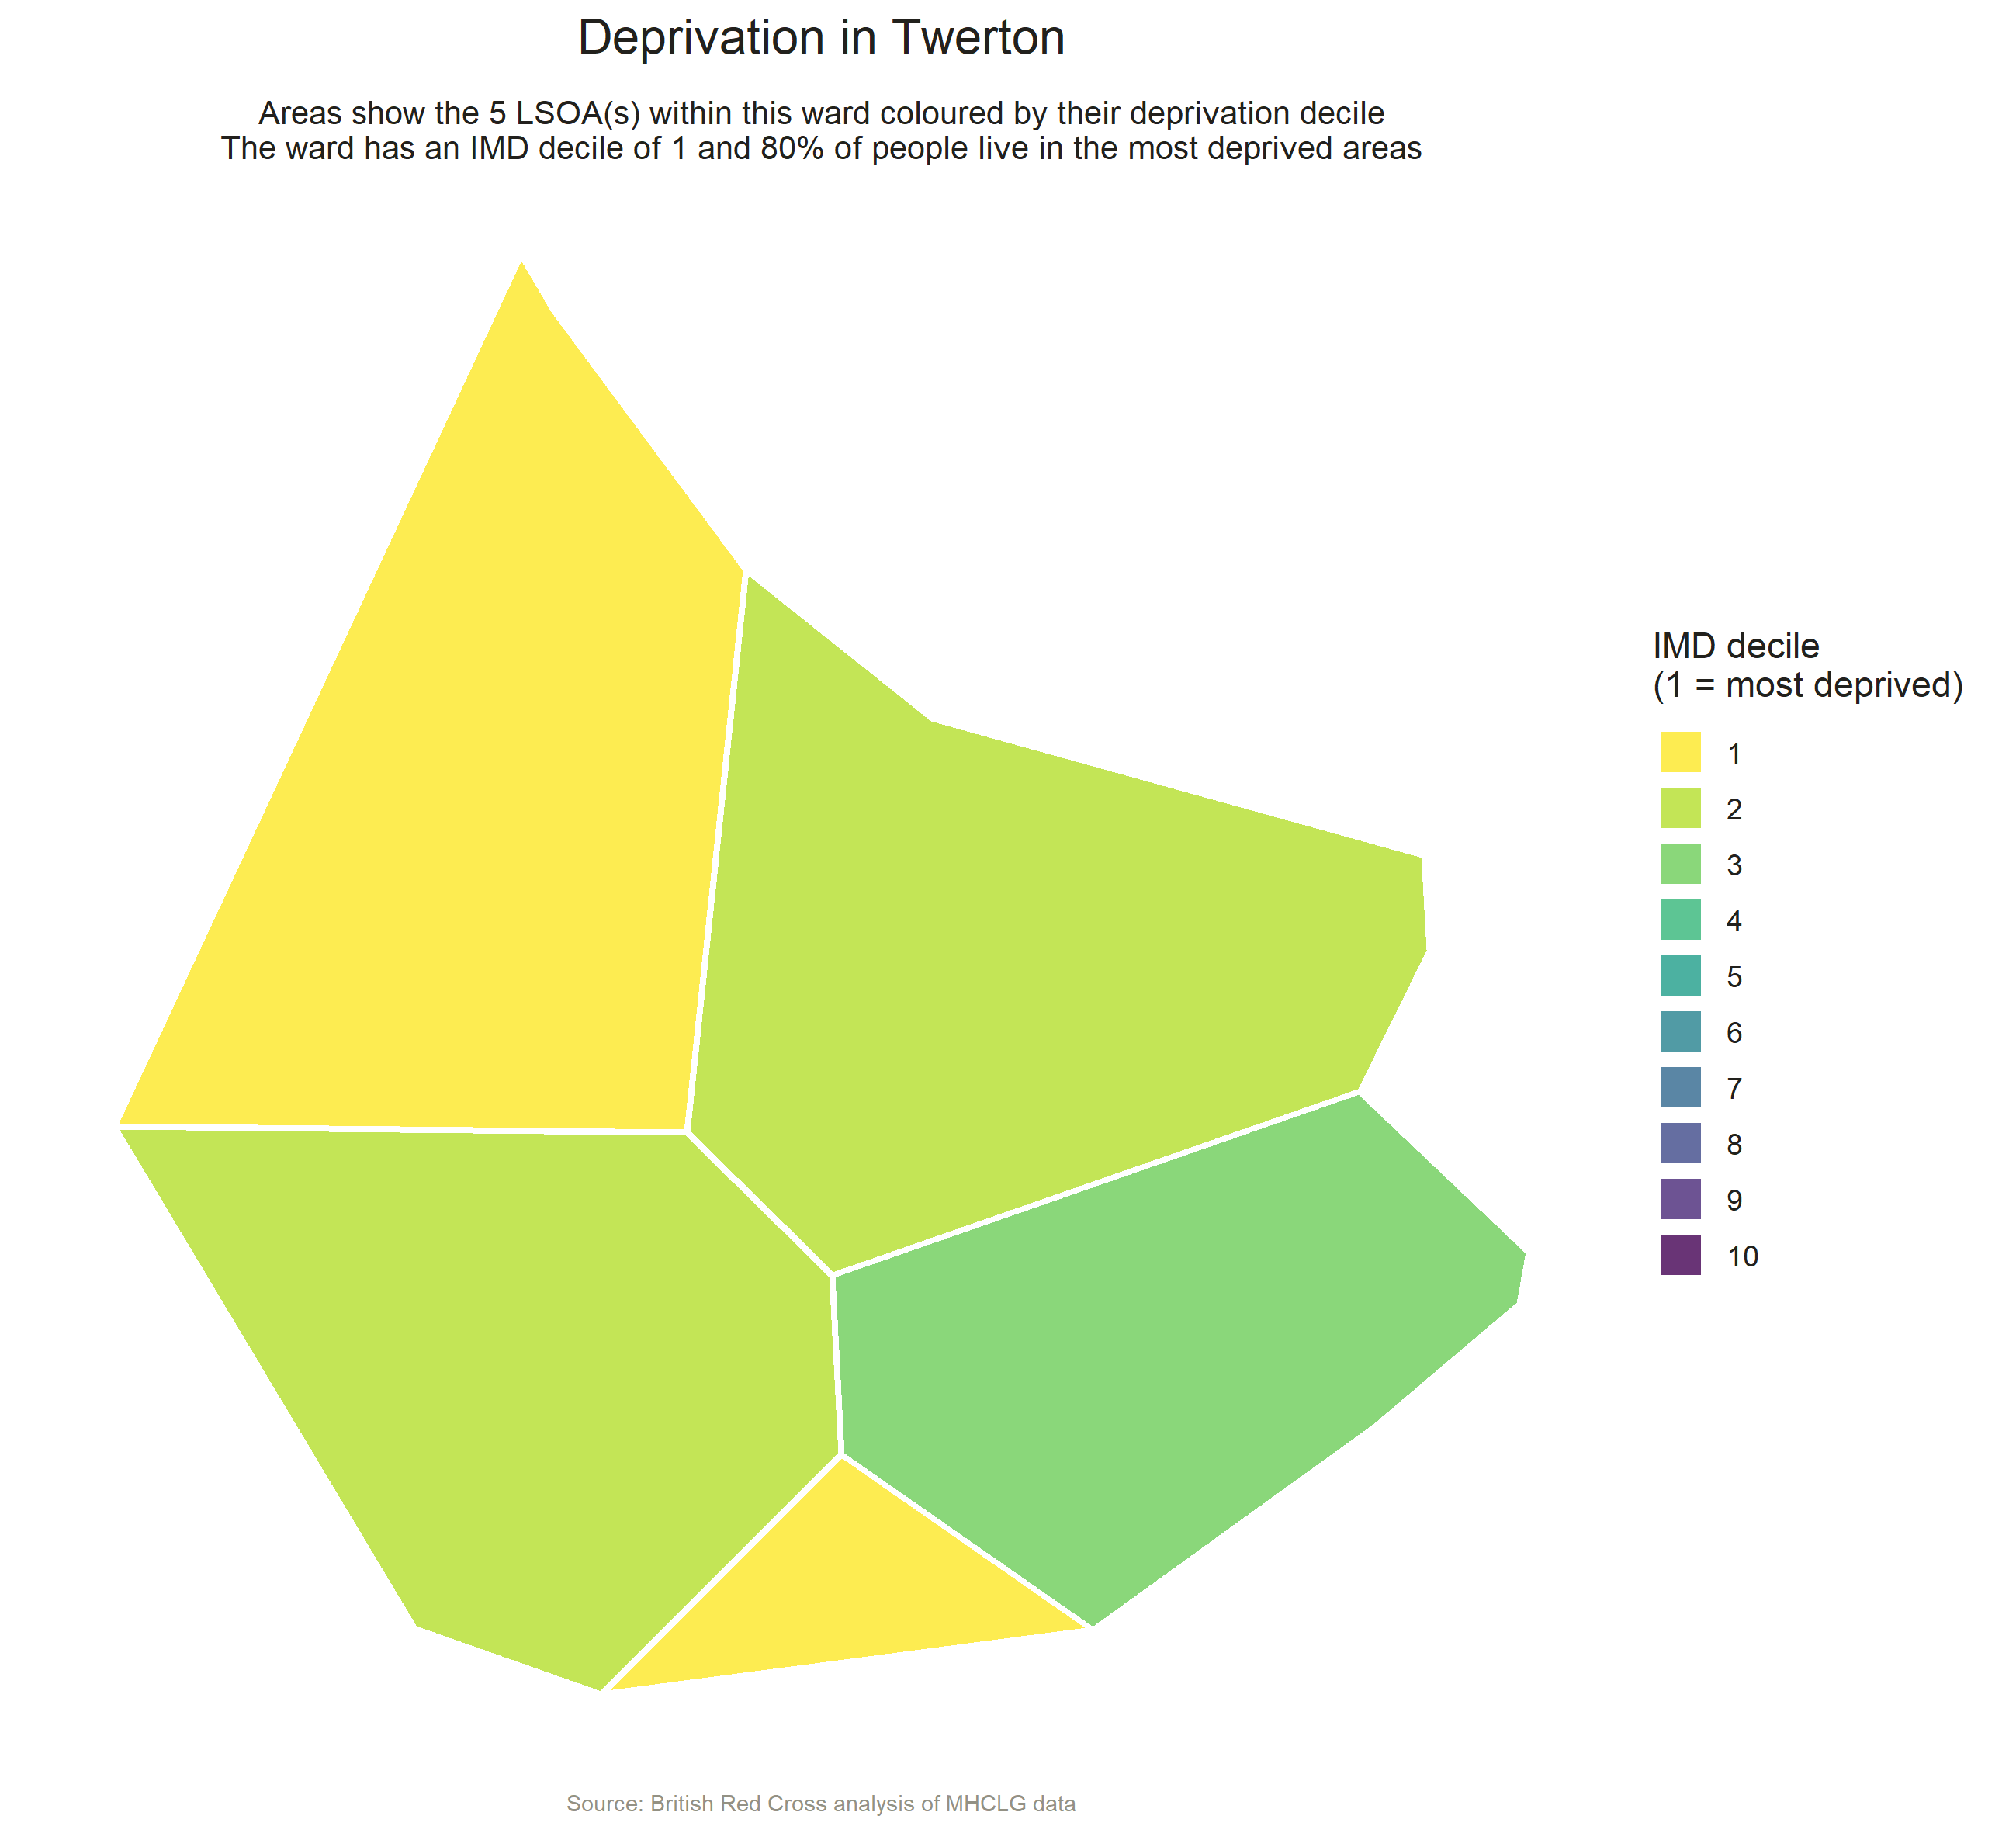 Deprivation in Twerton
Areas show the 5 LSOA(s) within this ward coloured by their deprivation decile
The ward has an IMD decile of 1 and 80% of people live in the most deprived areas
IMD decile
(1 = most deprived)
1
2
3
4
5
6
7
8
9
10
Source: British Red Cross analysis of MHCLG data